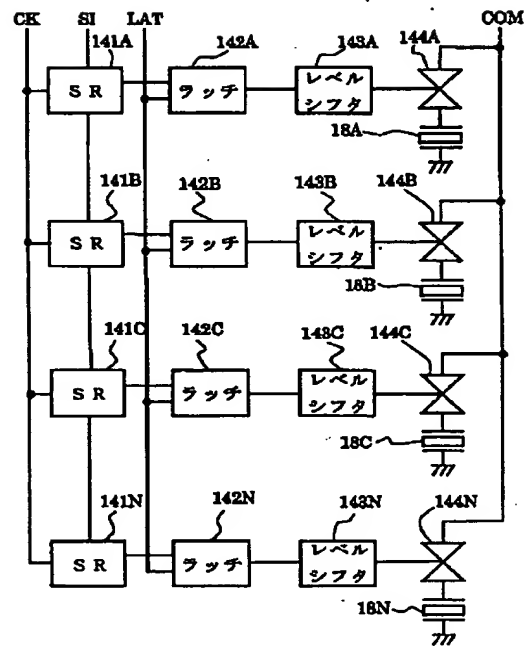 CK SI LAT COM
141A 142A 143A 144A
SR ラッチ レベル
シフタ
18A
141B 142B 143B 144B
SR ラッチ レベル
シフタ
18B
141C 142C 143C 144C
SR ラッチ レベル
シフタ
18C
141N 142N 143N 144N
SR ラッチ レベル
シフタ
18N